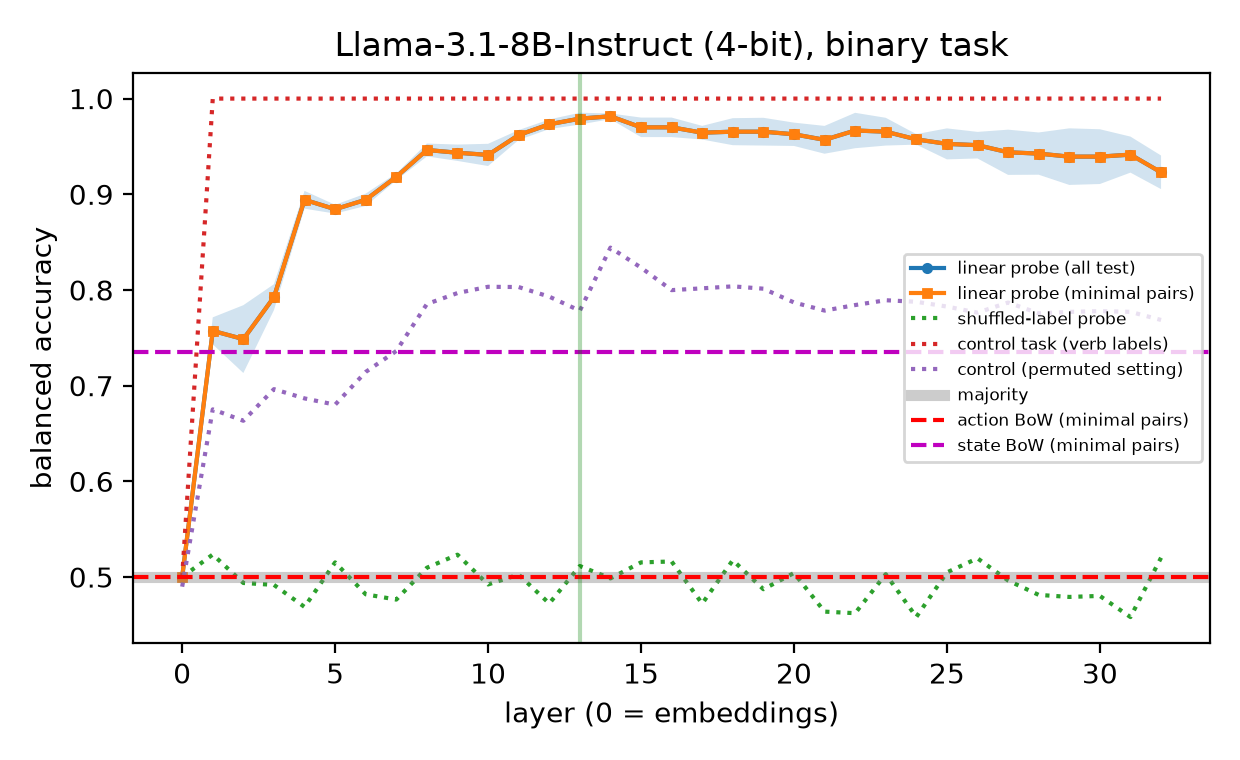 Llama-3.1-8B-Instruct (4-bit), binary task
balanced accuracy
1.0
0.9
0.8
0.7
0.6
0.5
linear probe (all test)
linear probe (minimal pairs)
shuffled-label probe
control task (verb labels)
control (permuted setting)
majority
action BoW (minimal pairs)
state BoW (minimal pairs)
0 5 10 15 20 25 30
layer (0 = embeddings)